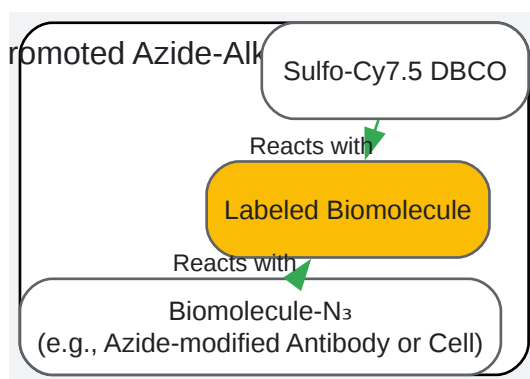 romoted Azide-Alk
Sulfo-Cy7.5 DBCO
Reacts with
Labeled Biomolecule
Reacts with
Biomolecule-N₃
(e.g., Azide-modified Antibody or Cell)